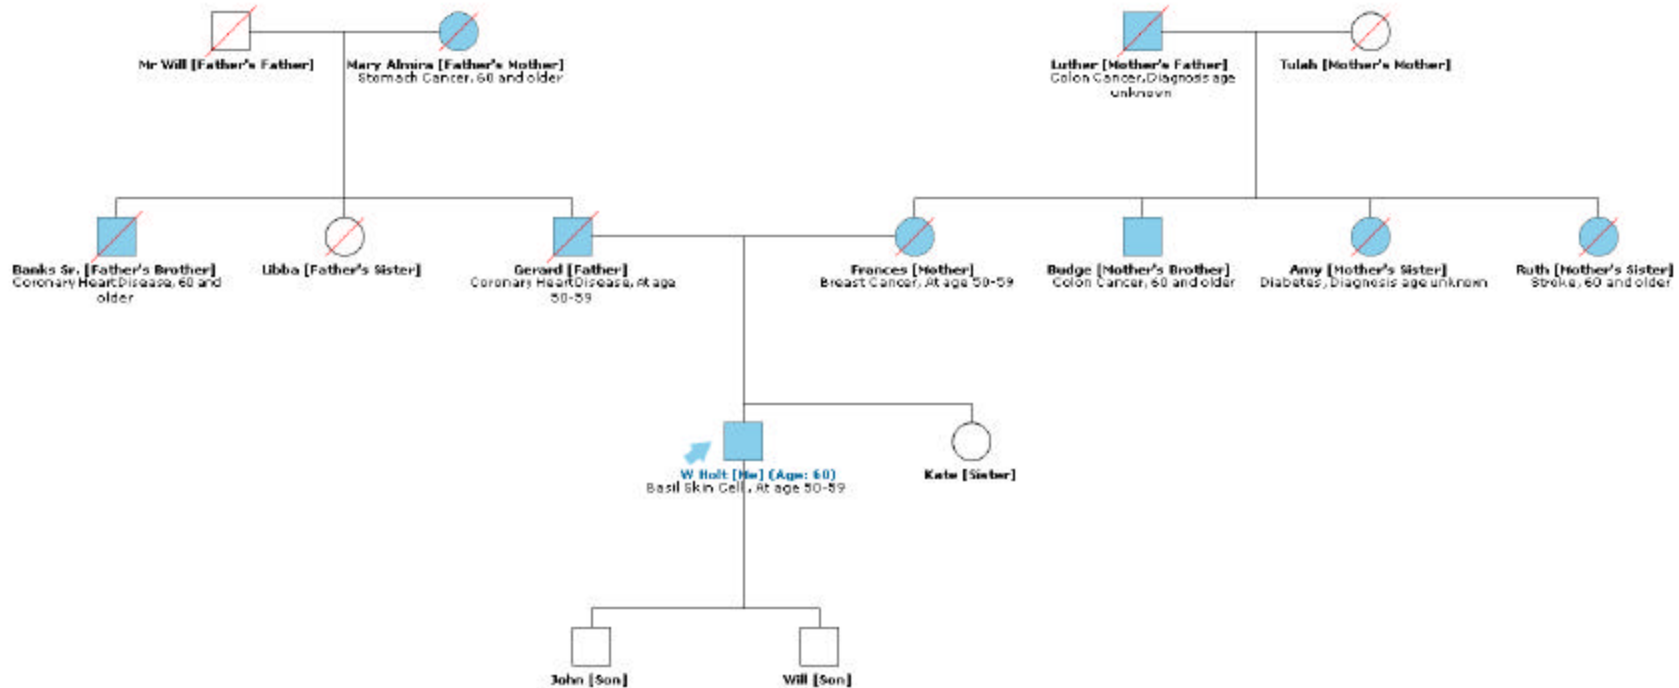 Mr Will [Father's Father]
Mary Almira [Father's Mother]
Stomach Cancer, 60 and older
Luther [Mother's Father]
Colon Cancer, Diagnosis age
unknown
Tulah [Mother's Mother]
Banks Sr. [Father's Brother]
Coronary Heart Disease, 60 and
older
Libba [Father's Sister]
Gerard [Father]
Coronary Heart Disease, At age
50-59
Frances [Mother]
Breast Cancer, At age 50-59
Budge [Mother's Brother]
Colon Cancer, 60 and older
Amy [Mother's Sister]
Diabetes, Diagnosis age unknown
Ruth [Mother's Sister]
Stroke, 60 and older
W Holt [Me] (Age: 60)
Basil Skin Cell, At age 50-59
Kate [Sister]
John [Son]
Will [Son]